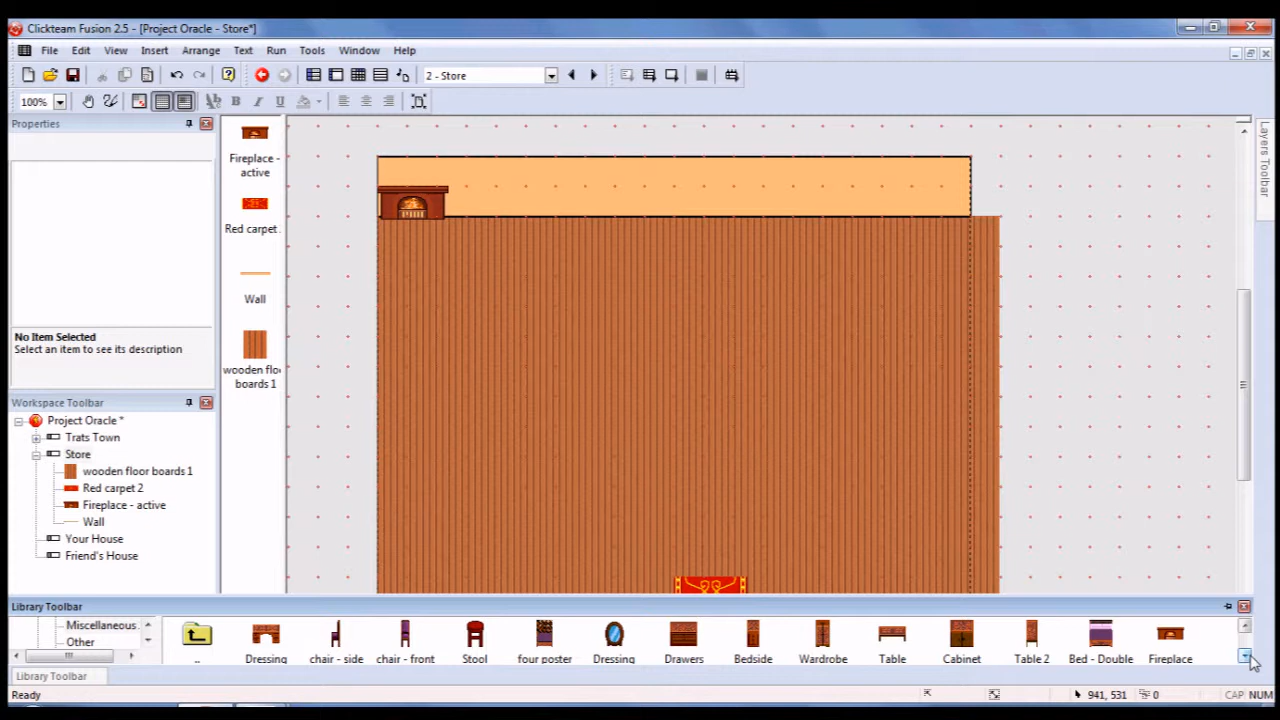 Clickteam Fusion 2.5 - [Project Oracle - Store*]
File Edit View Insert Arrange Text Run Tools Window Help
2 - Store
100%
B I U
Properties
Layers Toolbar
Fireplace -
active
Red carpet
Wall
wooden floo
boards 1
No Item Selected
Select an item to see its description
Workspace Toolbar
Project Oracle *
Trats Town
Store
wooden floor boards 1
Red carpet 2
Fireplace - active
Wall
Your House
Friend's House
Library Toolbar
Miscellaneous
Other
.. Dressing chair - side chair - front Stool four poster Dressing Drawers Bedside Wardrobe Table Cabinet Table 2 Bed - Double Fireplace
Library Toolbar
Ready 941, 531 0 CAP NUM